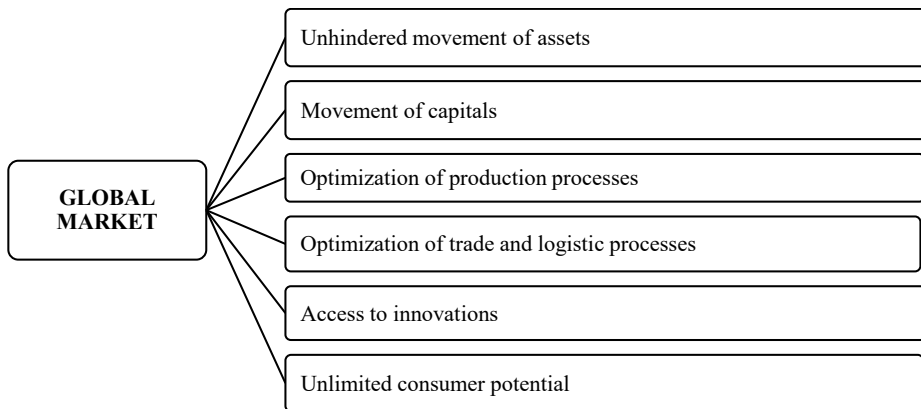 GLOBAL
MARKET
Unhindered movement of assets
Movement of capitals
Optimization of production processes
Optimization of trade and logistic processes
Access to innovations
Unlimited consumer potential